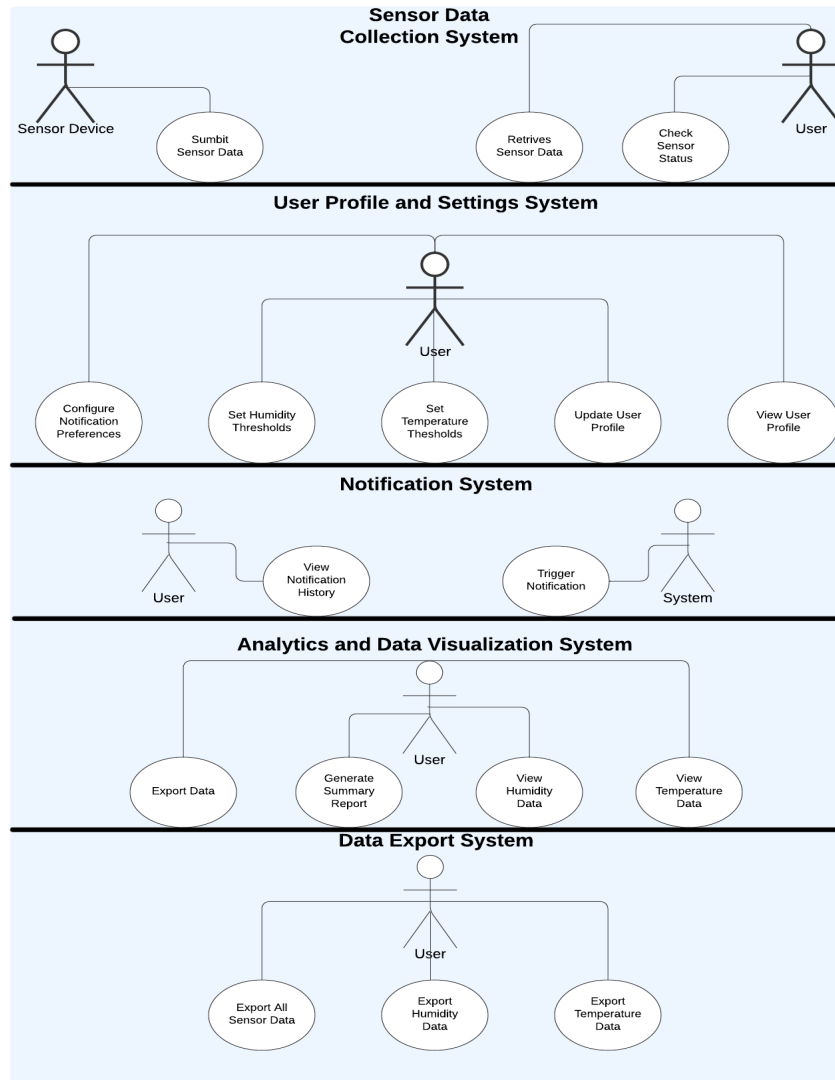 Sensor Data
Collection System
Sensor Device
User
Sumbit
Sensor Data
Retrives
Sensor Data
Check
Sensor
Status
User Profile and Settings System
User
Configure
Notification
Preferences
Set Humidity
Thresholds
Set
Temperature
Thesholds
Update User
Profile
View User
Profile
Notification System
User
View
Notification
History
Trigger
Notification
System
Analytics and Data Visualization System
User
Export Data
Generate
Summary
Report
View
Humidity
Data
View
Temperature
Data
Data Export System
User
Export All
Sensor Data
Export
Humidity
Data
Export
Temperature
Data